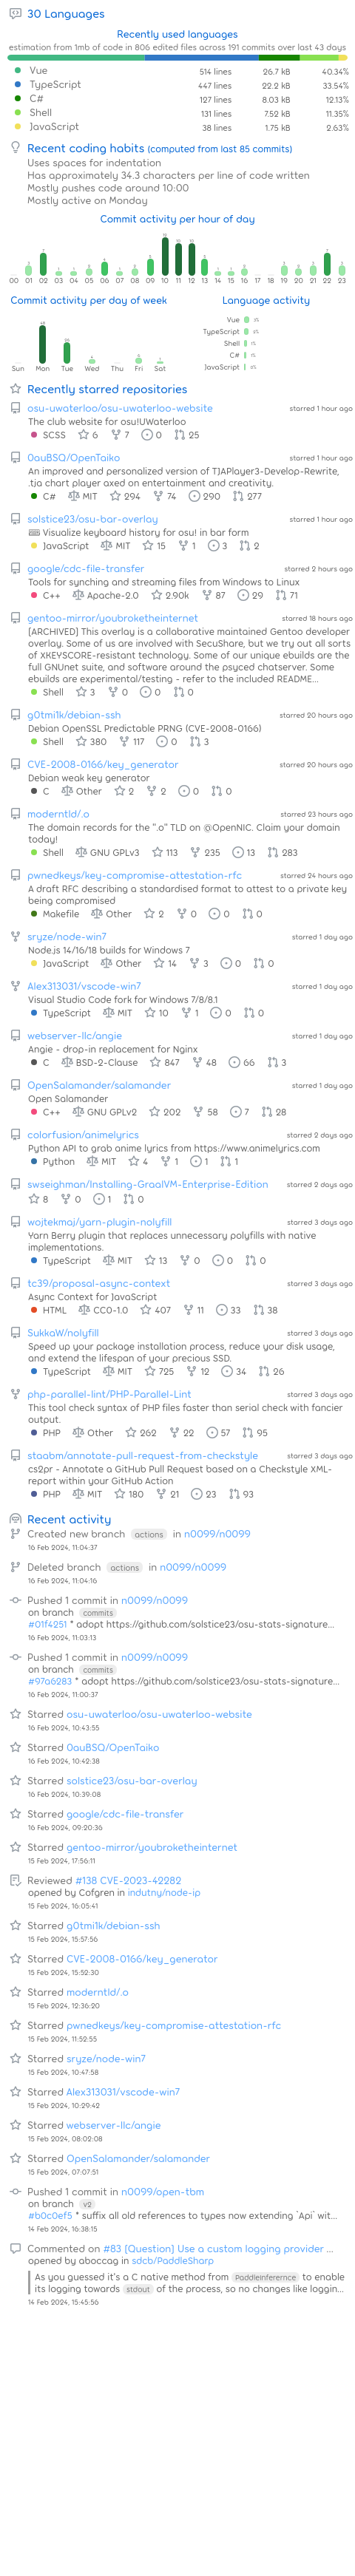 30 Languages
Recently used languages
estimation from 1mb of code in 806 edited files across 191 commits over last 43 days
Vue 514 lines 26.7 kB 40.34%
TypeScript 447 lines 22.2 kB 33.54%
C# 127 lines 8.03 kB 12.13%
Shell 131 lines 7.52 kB 11.35%
JavaScript 38 lines 1.75 kB 2.63%
Recent coding habits (computed from last 85 commits)
Uses spaces for indentation
Has approximately 34.3 characters per line of code written
Mostly pushes code around 10:00
Mostly active on Monday
Commit activity per hour of day
00 01 02 03 04 05 06 07 08 09 10 11 12 13 14 15 16 17 18 19 20 21 22 23
Commit activity per day of week
Sun Mon Tue Wed Thu Fri Sat
Language activity
Vue
TypeScript
Shell
C#
JavaScript
Recently starred repositories
osu-uwaterloo/osu-uwaterloo-website starred 1 hour ago
The club website for osu!UWaterloo
SCSS 6 7 0 25
0auBSQ/OpenTaiko starred 1 hour ago
An improved and personalized version of TJAPlayer3-Develop-Rewrite,
.tja chart player axed on entertainment and creativity.
C# MIT 294 74 290 277
solstice23/osu-bar-overlay starred 1 hour ago
Visualize keyboard history for osu! in bar form
JavaScript MIT 15 1 3 2
google/cdc-file-transfer starred 2 hours ago
Tools for synching and streaming files from Windows to Linux
C++ Apache-2.0 2.90k 87 29 71
gentoo-mirror/youbroketheinternet starred 18 hours ago
[ARCHIVED] This overlay is a collaborative maintained Gentoo developer
overlay. Some of us are involved with SecuShare, but we try out all sorts
of XKEYSCORE-resistant technology. Some of our unique ebuilds are the
full GNUnet suite, and software around the psyced chatserver. Some
ebuilds are experimental/testing - refer to the included README...
Shell 3 0 0 0
g0tmi1k/debian-ssh starred 20 hours ago
Debian OpenSSL Predictable PRNG (CVE-2008-0166)
Shell 380 117 0 3
CVE-2008-0166/key_generator starred 20 hours ago
Debian weak key generator
C Other 2 2 0 0
moderntld/.o starred 23 hours ago
The domain records for the ".o" TLD on @OpenNIC. Claim your domain
today!
Shell GNU GPLv3 113 235 13 283
pwnedkeys/key-compromise-attestation-rfc starred 24 hours ago
A draft RFC describing a standardised format to attest to a private key
being compromised
Makefile Other 2 0 0 0
sryze/node-win7 starred 1 day ago
Node.js 14/16/18 builds for Windows 7
JavaScript Other 14 3 0 0
Alex313031/vscode-win7 starred 1 day ago
Visual Studio Code fork for Windows 7/8/8.1
TypeScript MIT 10 1 0 0
webserver-llc/angie starred 1 day ago
Angie - drop-in replacement for Nginx
C BSD-2-Clause 847 48 66 3
OpenSalamander/salamander starred 1 day ago
Open Salamander
C++ GNU GPLv2 202 58 7 28
colorfusion/animelyrics starred 2 days ago
Python API to grab anime lyrics from https://www.animelyrics.com
Python MIT 4 1 1 1
swseighman/Installing-GraalVM-Enterprise-Edition starred 2 days ago
8 0 1 0
wojtekmaj/yarn-plugin-nolyfill starred 3 days ago
Yarn Berry plugin that replaces unnecessary polyfills with native
implementations.
TypeScript MIT 13 0 0 0
tc39/proposal-async-context starred 3 days ago
Async Context for JavaScript
HTML CC0-1.0 407 11 33 38
SukkaW/nolyfill starred 3 days ago
Speed up your package installation process, reduce your disk usage,
and extend the lifespan of your precious SSD.
TypeScript MIT 725 12 34 26
php-parallel-lint/PHP-Parallel-Lint starred 3 days ago
This tool check syntax of PHP files faster than serial check with fancier
output.
PHP Other 262 22 57 95
staabm/annotate-pull-request-from-checkstyle starred 3 days ago
cs2pr - Annotate a GitHub Pull Request based on a Checkstyle XML-
report within your GitHub Action
PHP MIT 180 21 23 93
Recent activity
Created new branch actions in n0099/n0099
16 Feb 2024, 11:04:37
Deleted branch actions in n0099/n0099
16 Feb 2024, 11:04:16
Pushed 1 commit in n0099/n0099
on branch commits
#01f4251 * adopt https://github.com/solstice23/osu-stats-signature...
16 Feb 2024, 11:03:13
Pushed 1 commit in n0099/n0099
on branch commits
#97a6283 * adopt https://github.com/solstice23/osu-stats-signature...
16 Feb 2024, 11:00:37
Starred osu-uwaterloo/osu-uwaterloo-website
16 Feb 2024, 10:43:55
Starred 0auBSQ/OpenTaiko
16 Feb 2024, 10:42:38
Starred solstice23/osu-bar-overlay
16 Feb 2024, 10:39:08
Starred google/cdc-file-transfer
16 Feb 2024, 09:20:36
Starred gentoo-mirror/youbroketheinternet
15 Feb 2024, 17:56:11
Reviewed #138 CVE-2023-42282
opened by Cofgren in indutny/node-ip
15 Feb 2024, 16:05:41
Starred g0tmi1k/debian-ssh
15 Feb 2024, 15:57:56
Starred CVE-2008-0166/key_generator
15 Feb 2024, 15:52:30
Starred moderntld/.o
15 Feb 2024, 12:36:20
Starred pwnedkeys/key-compromise-attestation-rfc
15 Feb 2024, 11:52:55
Starred sryze/node-win7
15 Feb 2024, 10:47:58
Starred Alex313031/vscode-win7
15 Feb 2024, 10:29:42
Starred webserver-llc/angie
15 Feb 2024, 08:02:08
Starred OpenSalamander/salamander
15 Feb 2024, 07:07:51
Pushed 1 commit in n0099/open-tbm
on branch v2
#b0c0ef5 * suffix all old references to types now extending `Api` wit...
14 Feb 2024, 16:38:15
Commented on #83 [Question] Use a custom logging provider ...
opened by aboccag in sdcb/PaddleSharp
As you guessed it's a C native method from PaddleInference to enable
its logging towards stdout of the process, so no changes like loggin...
14 Feb 2024, 15:45:56